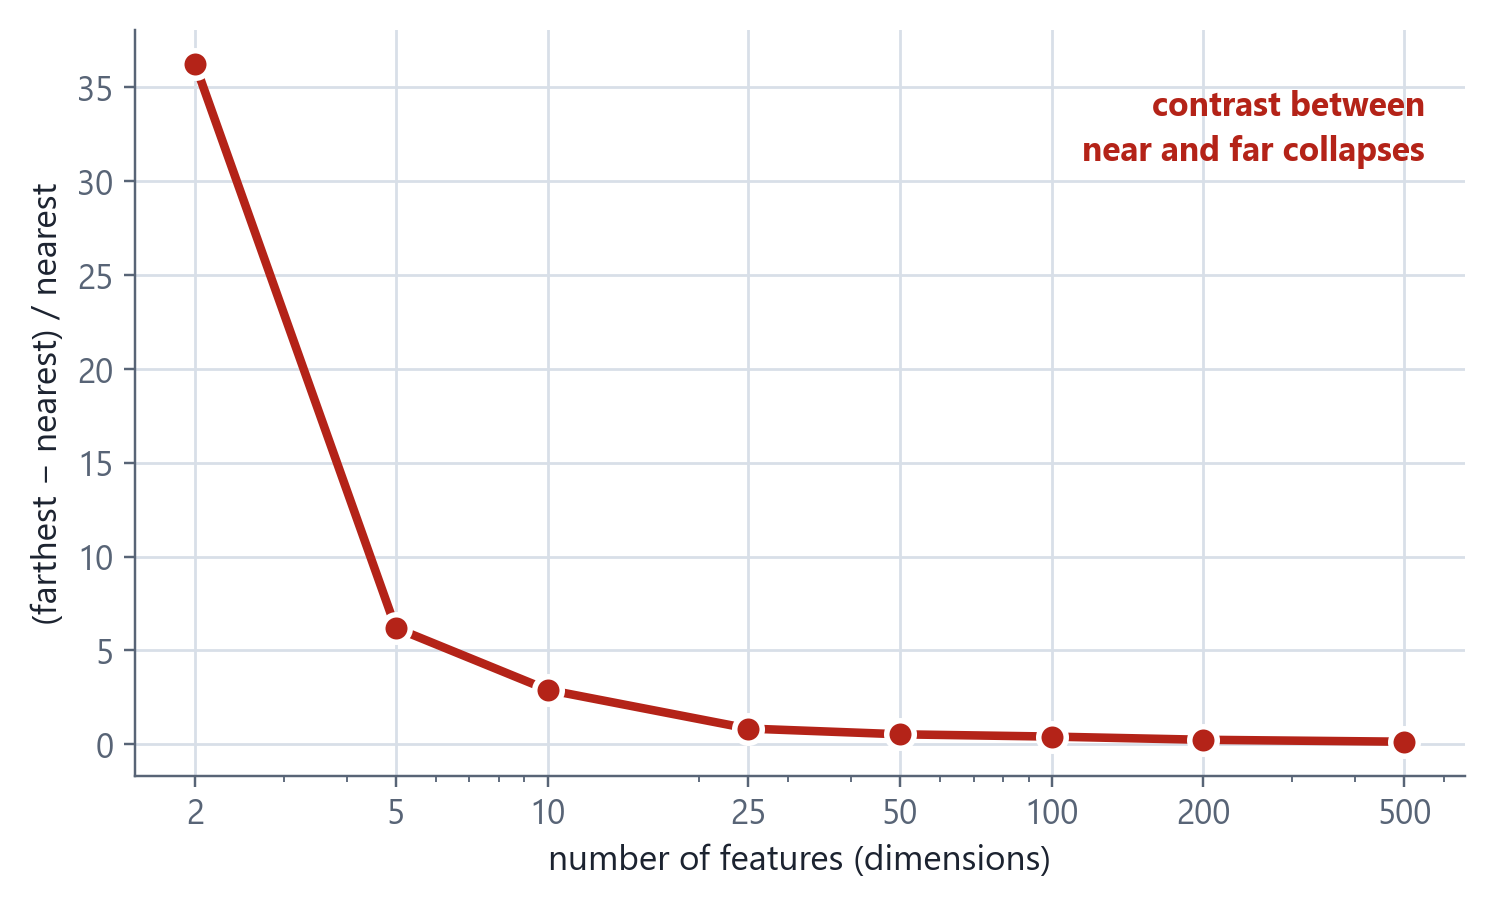 contrast between
near and far collapses
(farthest − nearest) / nearest
35
30
25
20
15
10
5
0
2 5 10 25 50 100 200 500
number of features (dimensions)